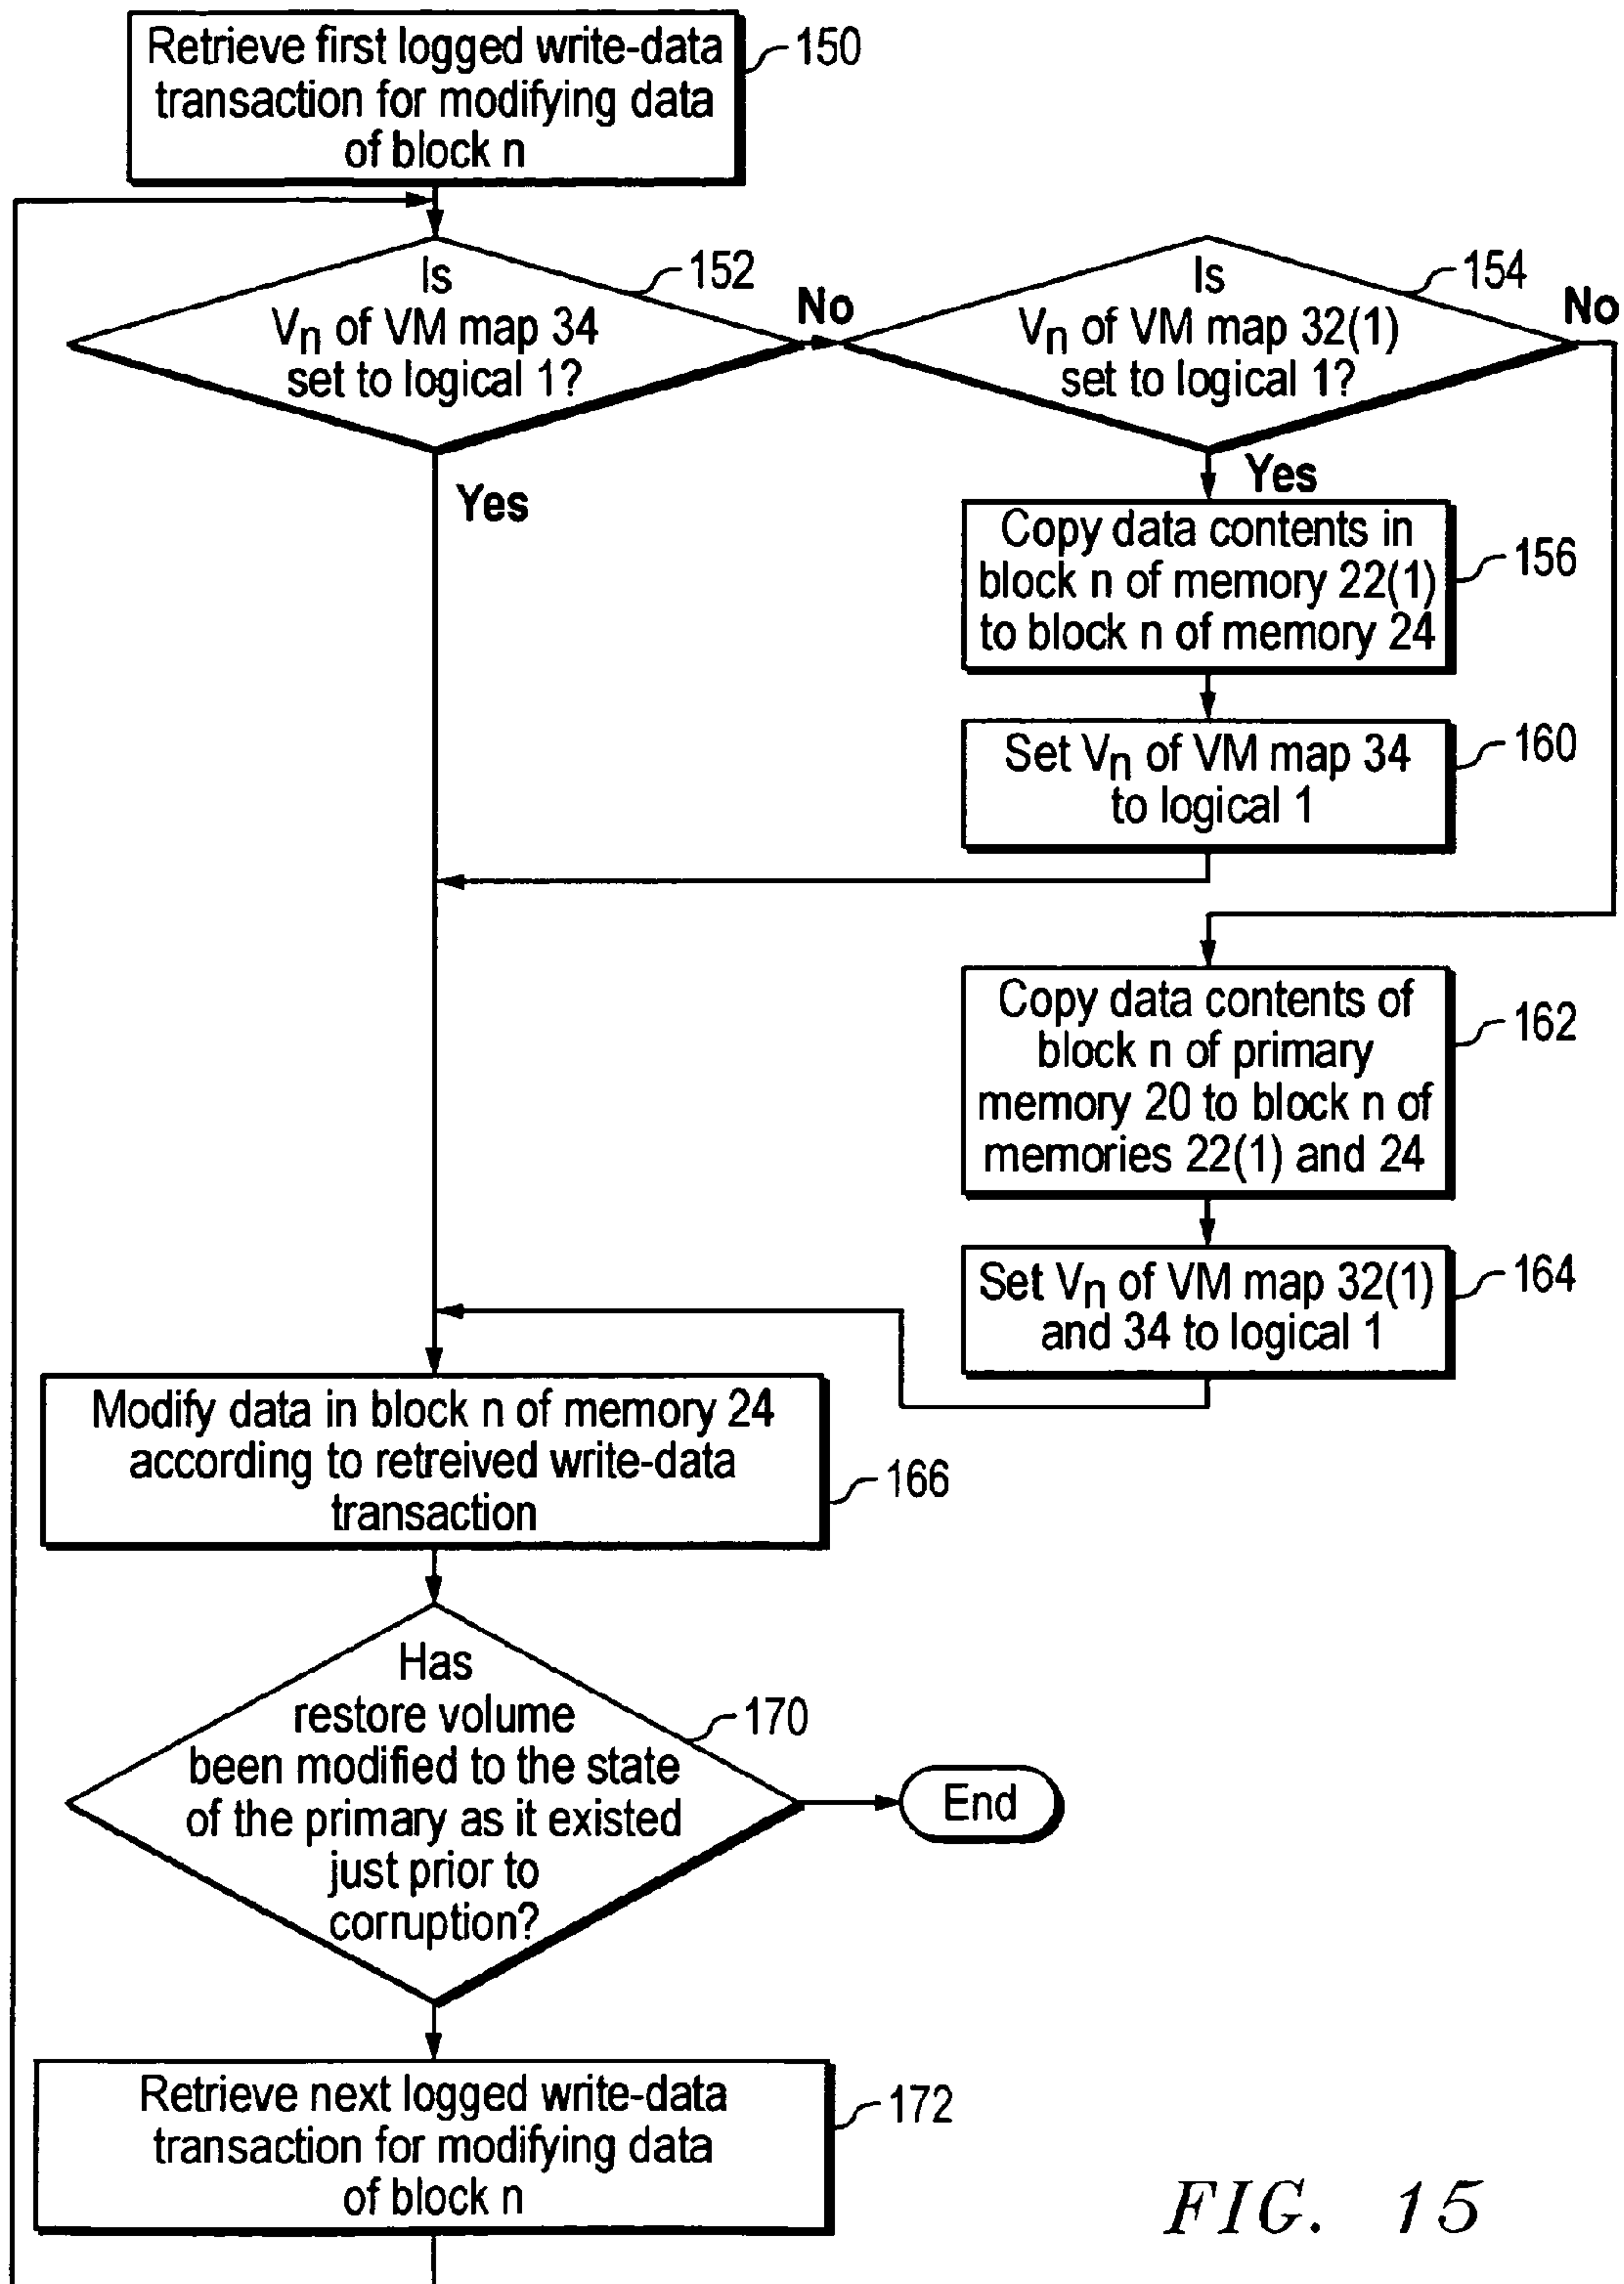 Retrieve first logged write-data
transaction for modifying data
of block n
150
Is
Vn of VM map 34
set to logical 1?
152
No
Is
Vn of VM map 32(1)
set to logical 1?
154
No
Yes
Yes
Copy data contents in
block n of memory 22(1)
to block n of memory 24
156
Set Vn of VM map 34
to logical 1
160
Copy data contents of
block n of primary
memory 20 to block n of
memories 22(1) and 24
162
Set Vn of VM map 32(1)
and 34 to logical 1
164
Modify data in block n of memory 24
according to retreived write-data
transaction
166
Has
restore volume
been modified to the state
of the primary as it existed
just prior to
corruption?
170
End
Retrieve next logged write-data
transaction for modifying data
of block n
172
FIG. 15